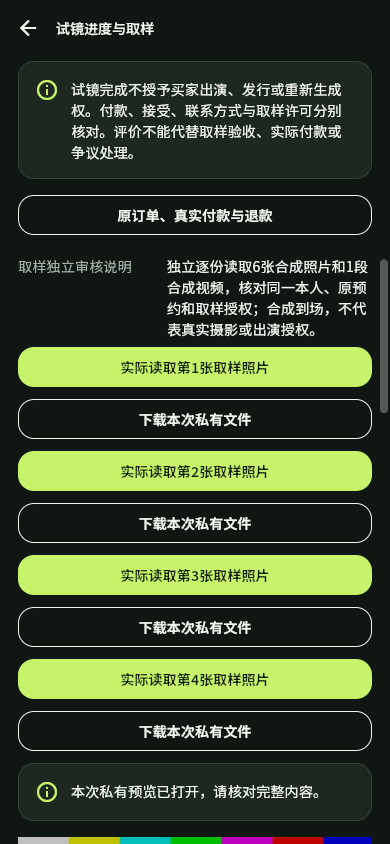 试镜进度与取样
试镜完成不授予买家出演、发行或重新生成
权。付款、接受、联系方式与取样许可分别
核对。评价不能代替取样验收、实际付款或
争议处理。
原订单、真实付款与退款
取样独立审核说明
独立逐份读取6张合成照片和1段
合成视频，核对同一本人、原预
约和取样授权；合成到场，不代
表真实摄影或出演授权。
实际读取第1张取样照片
下载本次私有文件
实际读取第2张取样照片
下载本次私有文件
实际读取第3张取样照片
下载本次私有文件
实际读取第4张取样照片
下载本次私有文件
本次私有预览已打开，请核对完整内容。